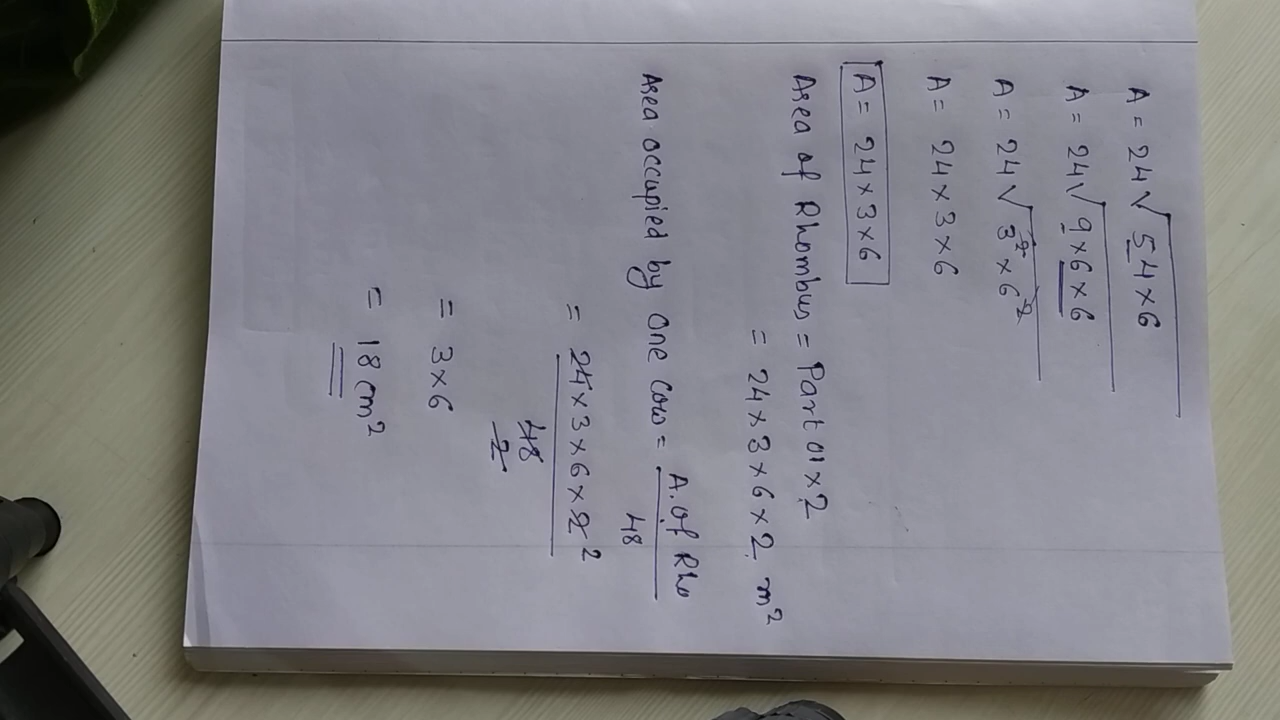 A = 24√54×6
A = 24√9×6×6
A = 24√3²×6²
A = 24×3×6
A = 24×3×6
Area of Rhombus = Part 01×2
= 24×3×6×2 m²
Area occupied by one cow = A. of Rho
48
= 24×3×6×2 2
48
2
= 3×6
= 18 cm²